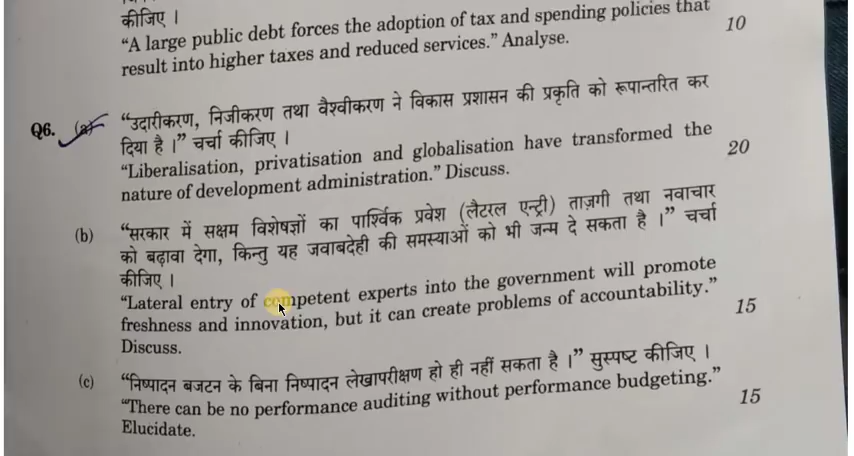 कीजिए ।
“A large public debt forces the adoption of tax and spending policies that
result into higher taxes and reduced services.” Analyse. 10
Q6. (a) “उदारीकरण, निजीकरण तथा वैश्वीकरण ने विकास प्रशासन की प्रकृति को रूपान्तरित कर
दिया है ।” चर्चा कीजिए ।
“Liberalisation, privatisation and globalisation have transformed the
nature of development administration.” Discuss. 20
(b) “सरकार में सक्षम विशेषज्ञों का पार्श्विक प्रवेश (लैटरल एन्ट्री) ताज़गी तथा नवाचार
को बढ़ावा देगा, किन्तु यह जवाबदेही की समस्याओं को भी जन्म दे सकता है ।” चर्चा
कीजिए ।
“Lateral entry of competent experts into the government will promote
freshness and innovation, but it can create problems of accountability.”
Discuss. 15
(c) “निष्पादन बजटन के बिना निष्पादन लेखापरीक्षण हो ही नहीं सकता है ।” सुस्पष्ट कीजिए ।
“There can be no performance auditing without performance budgeting.”
Elucidate. 15